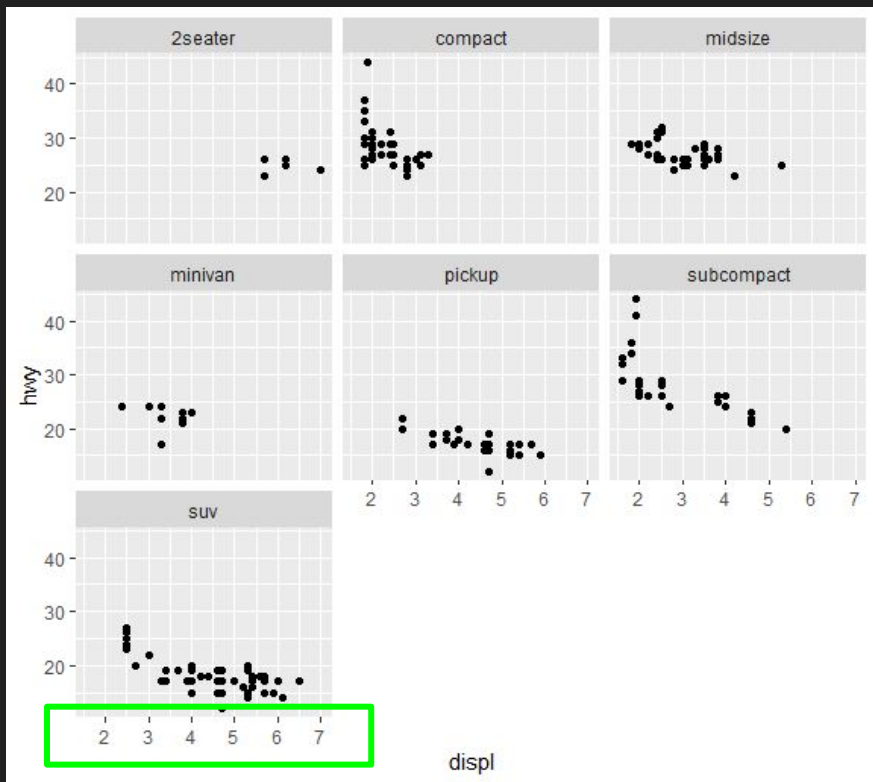 2seater compact midsize
40
30
20
minivan pickup subcompact
40
30
20
hwy
2 3 4 5 6 7 2 3 4 5 6 7
suv
40
30
20
2 3 4 5 6 7
displ